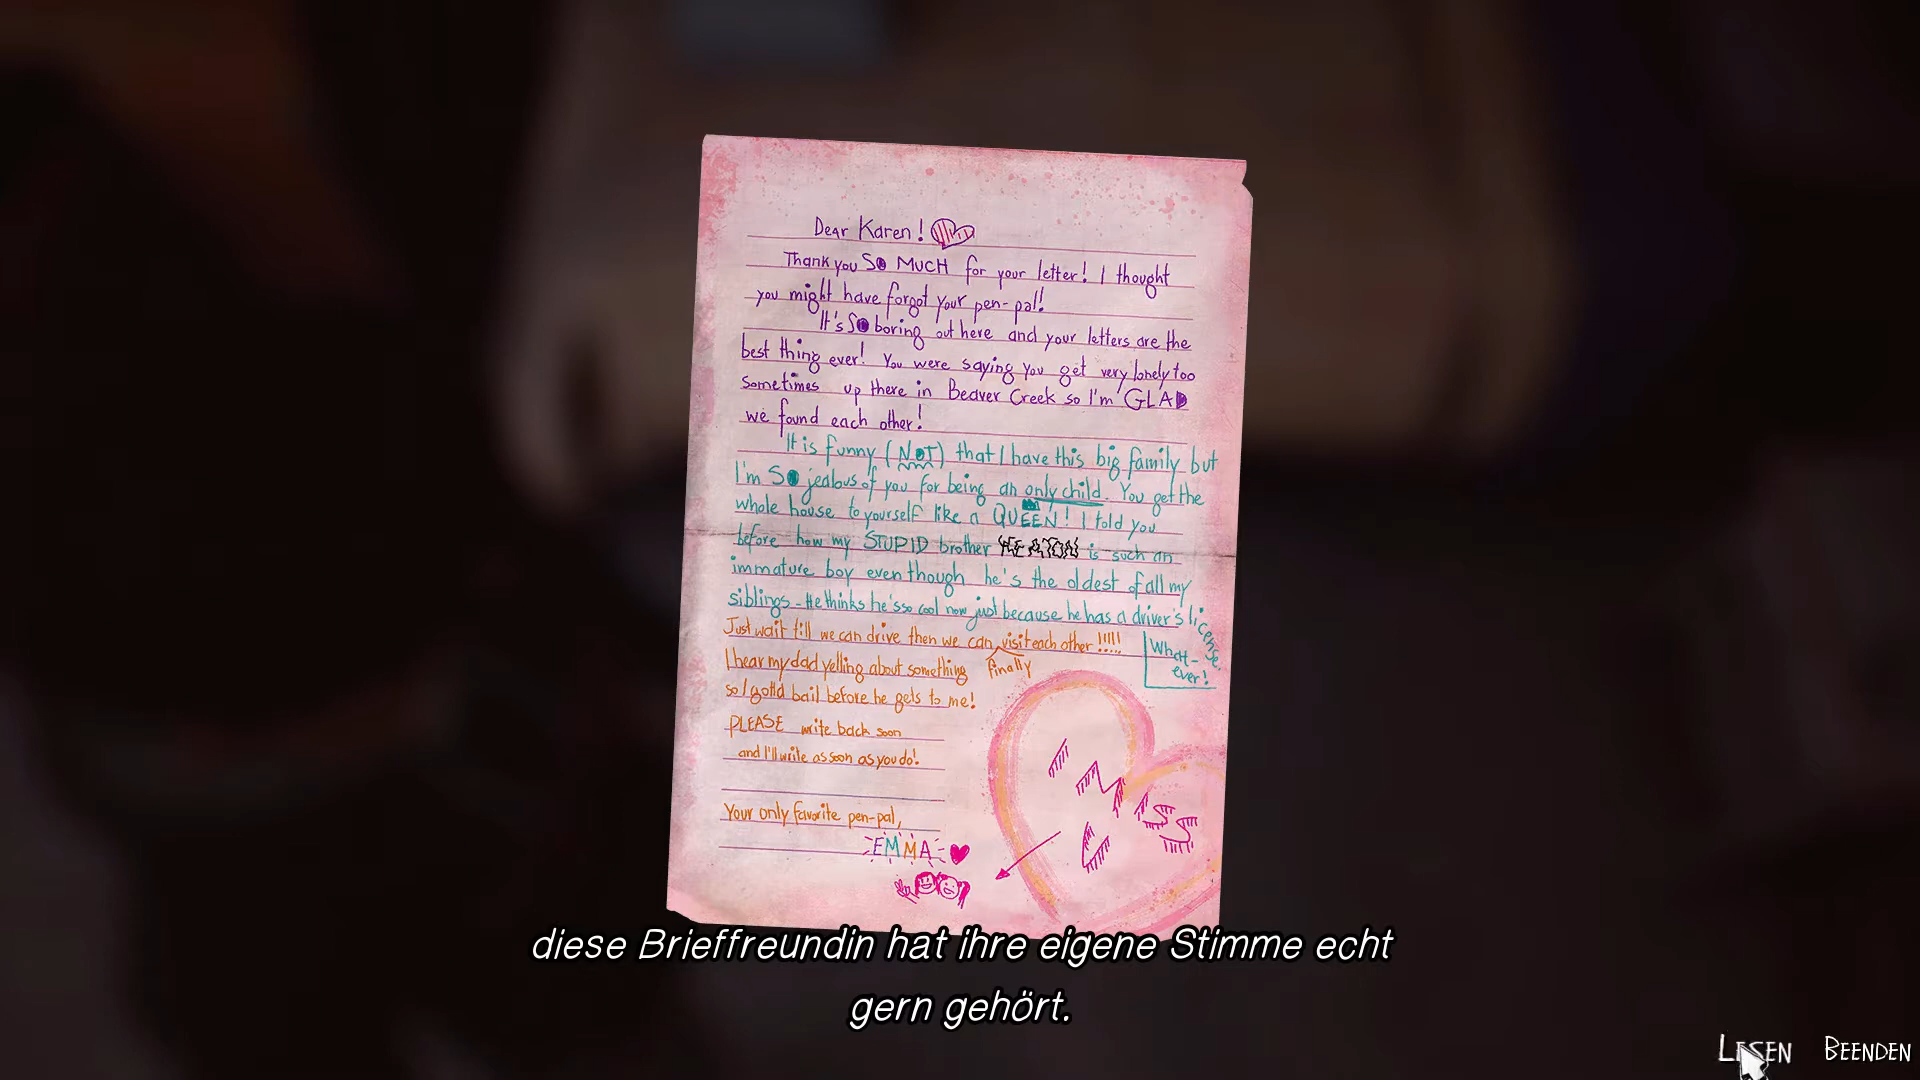 Dear Karen!
Thank you SO MUCH for your letter! I thought
you might have forgot your pen-pal!
It's SO boring out here and your letters are the
best thing ever! You were saying you get very lonely too
sometimes up there in Beaver Creek so I'm GLAD
we found each other!
It is funny (NOT) that I have this big family but
I'm SO jealous of you for being an only child. You get the
whole house to yourself like a QUEEN! I told you
before how my STUPID brother HEATON is such an
immature boy even though he's the oldest of all my
siblings - He thinks he's so cool now just because he has a driver's license.
What-
ever!
Just wait till we can drive then we can finally visit each other!!!!!
I hear my dad yelling about something
so I gotta bail before he gets to me!
PLEASE write back soon
and I'll write as soon as you do!
Your only favorite pen-pal,
EMMA
I
MISS
U
diese Brieffreundin hat ihre eigene Stimme echt
gern gehört.
LESEN BEENDEN